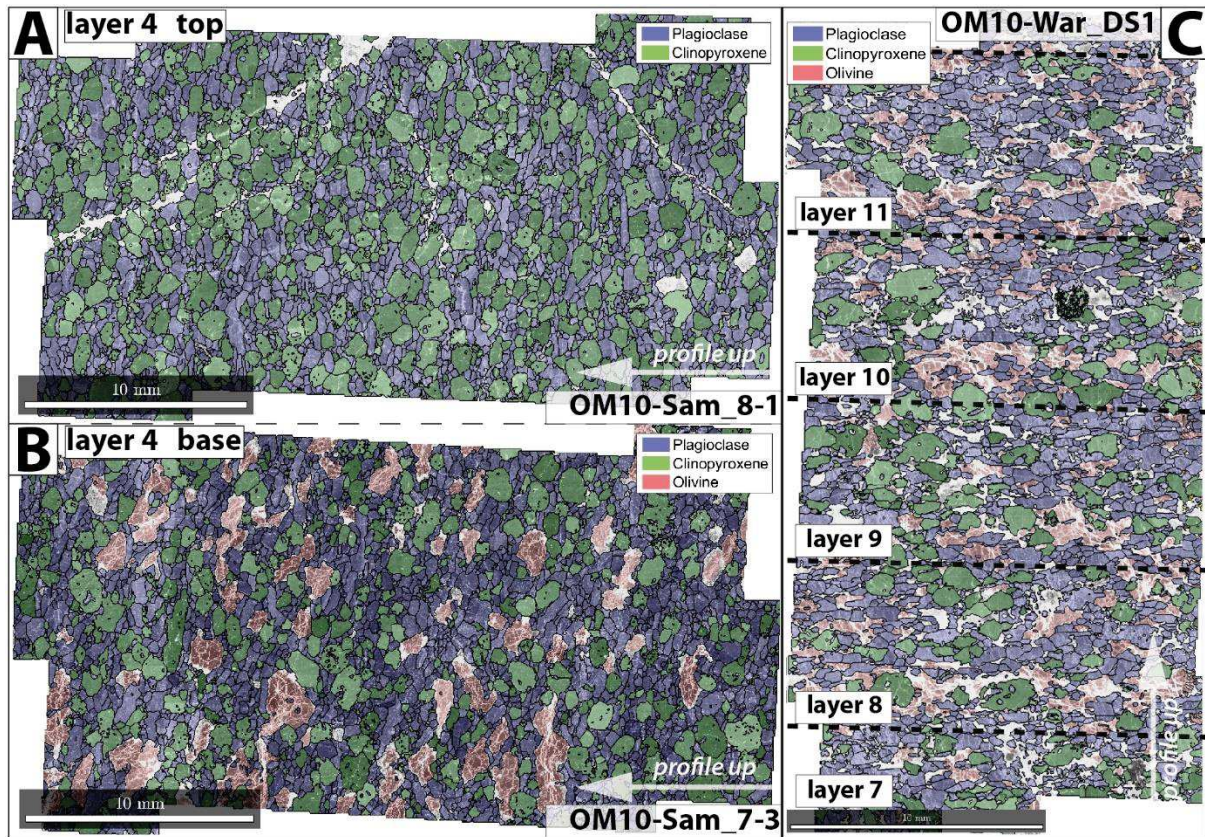 A
layer 4 top
Plagioclase
Clinopyroxene
profile up
10 mm
OM10-Sam_8-1
B
layer 4 base
Plagioclase
Clinopyroxene
Olivine
profile up
10 mm
OM10-Sam_7-3
OM10-War_DS1
C
Plagioclase
Clinopyroxene
Olivine
layer 11
layer 10
layer 9
layer 8
layer 7
profile up
10 mm